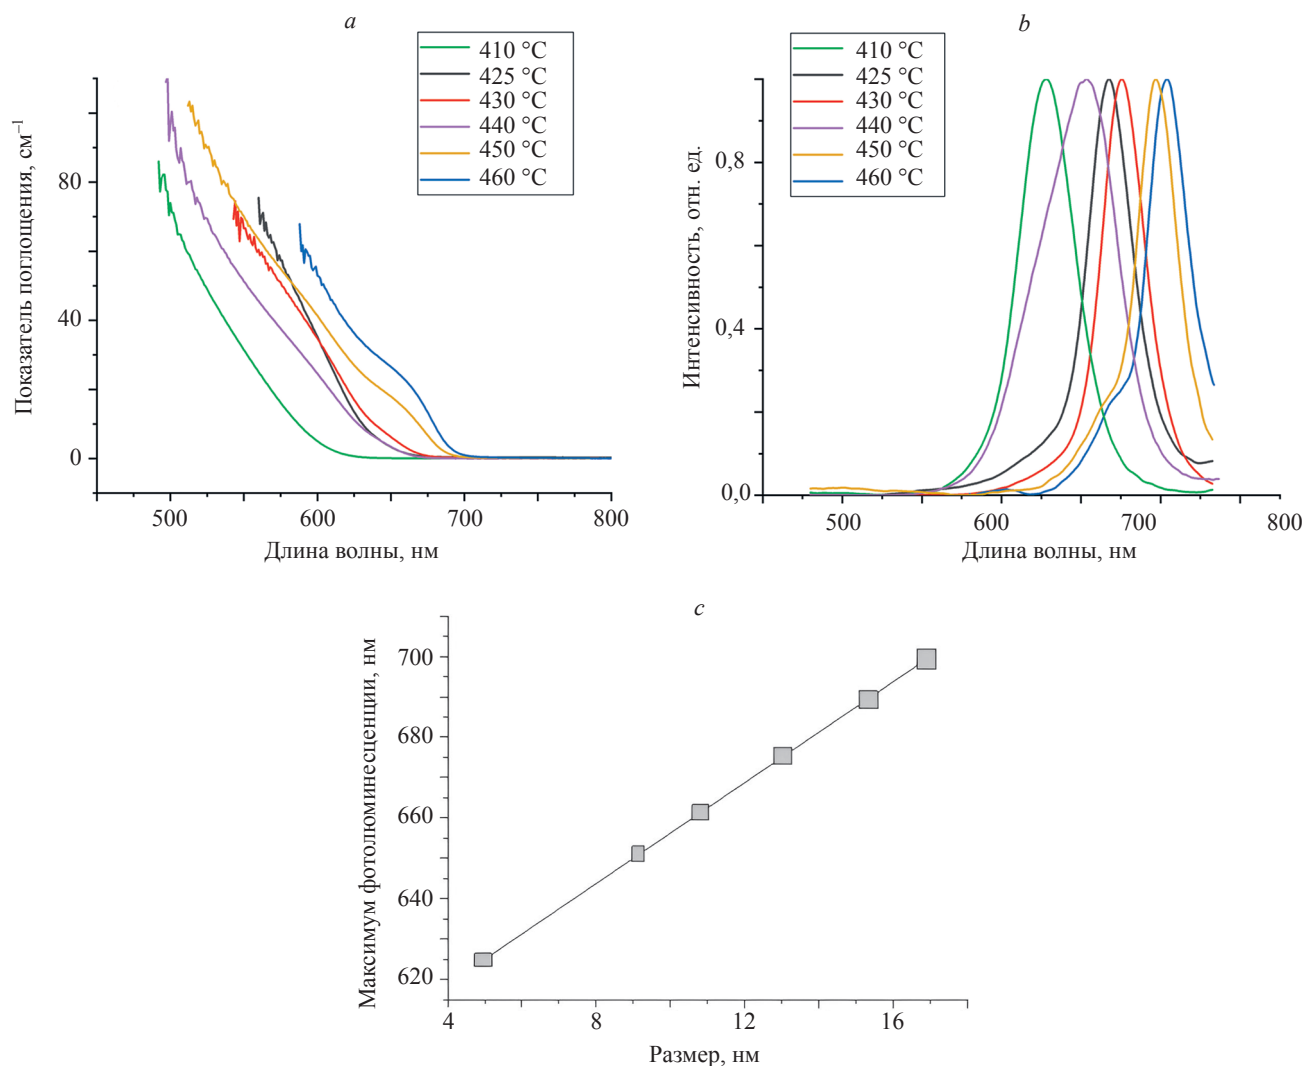 a
410 °C
425 °C
430 °C
440 °C
450 °C
460 °C
Показатель поглощения, см–1
80
40
0
500 600 700 800
Длина волны, нм
b
410 °C
425 °C
430 °C
440 °C
450 °C
460 °C
Интенсивность, отн. ед.
0,8
0,4
0,0
500 600 700 800
Длина волны, нм
c
Максимум фотолюминесценции, нм
700
680
660
640
620
4 8 12 16
Размер, нм